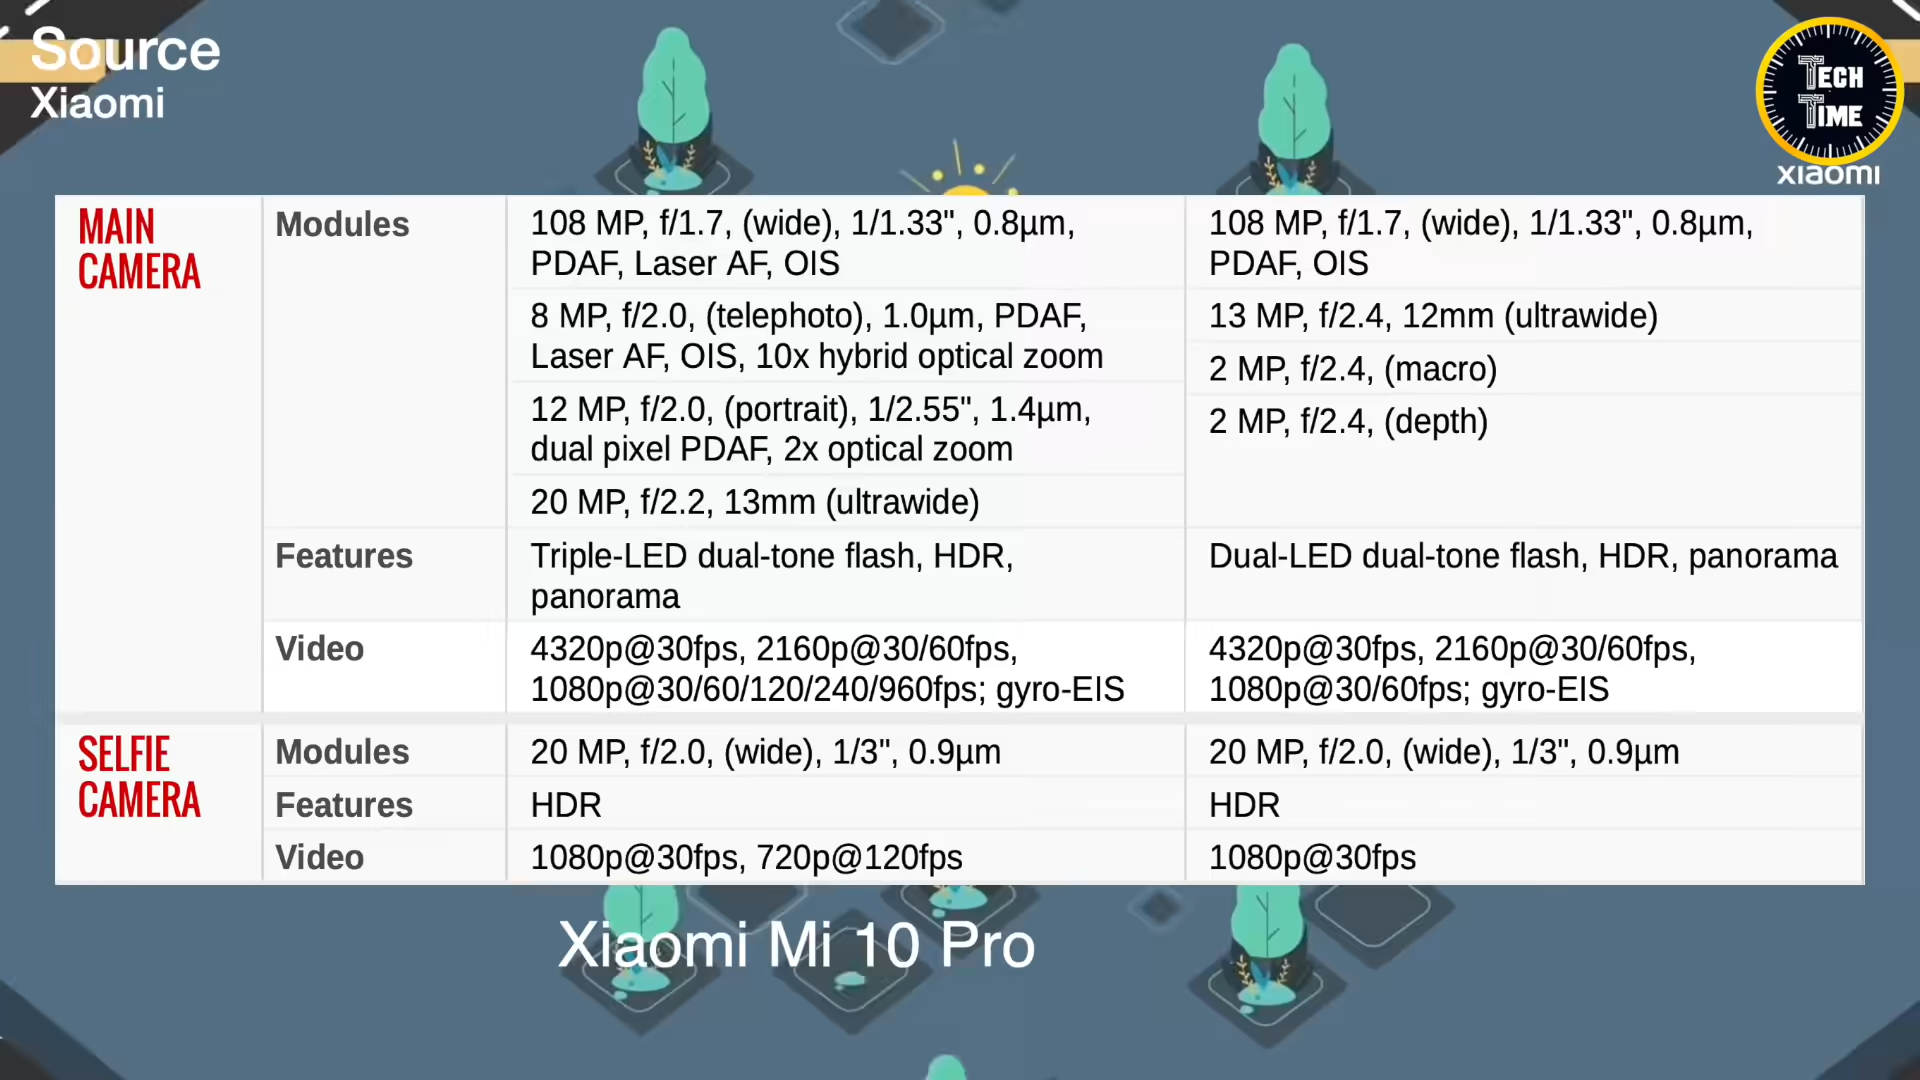 Source
Xiaomi
TECH
TIME
xiaomi
MAIN
CAMERA
Modules
108 MP, f/1.7, (wide), 1/1.33", 0.8µm,
PDAF, Laser AF, OIS
8 MP, f/2.0, (telephoto), 1.0µm, PDAF,
Laser AF, OIS, 10x hybrid optical zoom
12 MP, f/2.0, (portrait), 1/2.55", 1.4µm,
dual pixel PDAF, 2x optical zoom
20 MP, f/2.2, 13mm (ultrawide)
108 MP, f/1.7, (wide), 1/1.33", 0.8µm,
PDAF, OIS
13 MP, f/2.4, 12mm (ultrawide)
2 MP, f/2.4, (macro)
2 MP, f/2.4, (depth)
Features
Triple-LED dual-tone flash, HDR,
panorama
Dual-LED dual-tone flash, HDR, panorama
Video
4320p@30fps, 2160p@30/60fps,
1080p@30/60/120/240/960fps; gyro-EIS
4320p@30fps, 2160p@30/60fps,
1080p@30/60fps; gyro-EIS
SELFIE
CAMERA
Modules
20 MP, f/2.0, (wide), 1/3", 0.9µm
20 MP, f/2.0, (wide), 1/3", 0.9µm
Features
HDR
HDR
Video
1080p@30fps, 720p@120fps
1080p@30fps
Xiaomi Mi 10 Pro